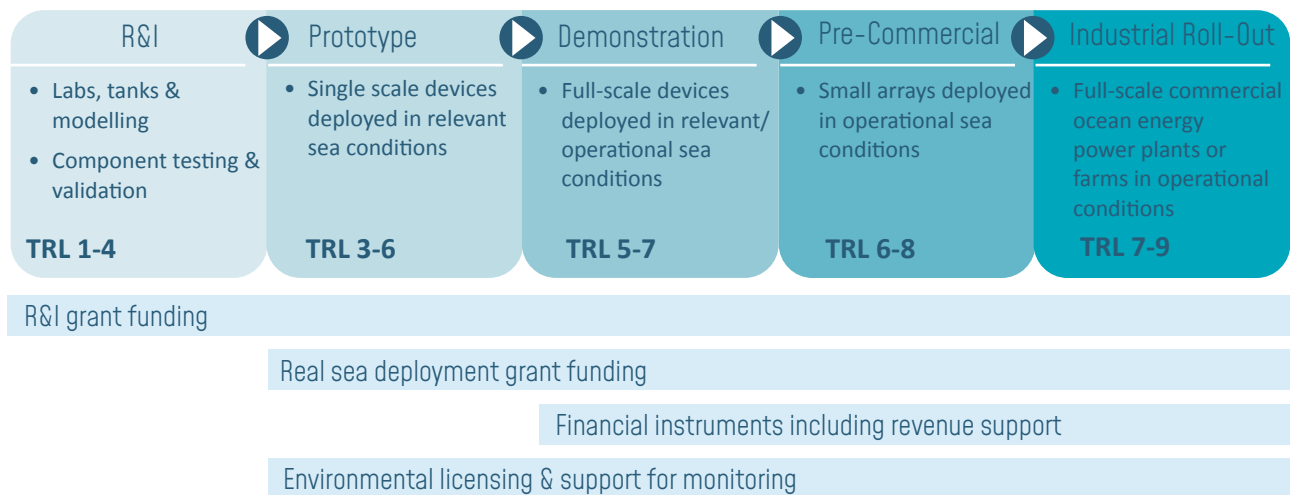 R&I
• Labs, tanks &
modelling
• Component testing &
validation
TRL 1-4
Prototype
• Single scale devices
deployed in relevant
sea conditions
TRL 3-6
Demonstration
• Full-scale devices
deployed in relevant/
operational sea
conditions
TRL 5-7
Pre-Commercial
• Small arrays deployed
in operational sea
conditions
TRL 6-8
Industrial Roll-Out
• Full-scale commercial
ocean energy
power plants or
farms in operational
conditions
TRL 7-9
R&I grant funding
Real sea deployment grant funding
Financial instruments including revenue support
Environmental licensing & support for monitoring